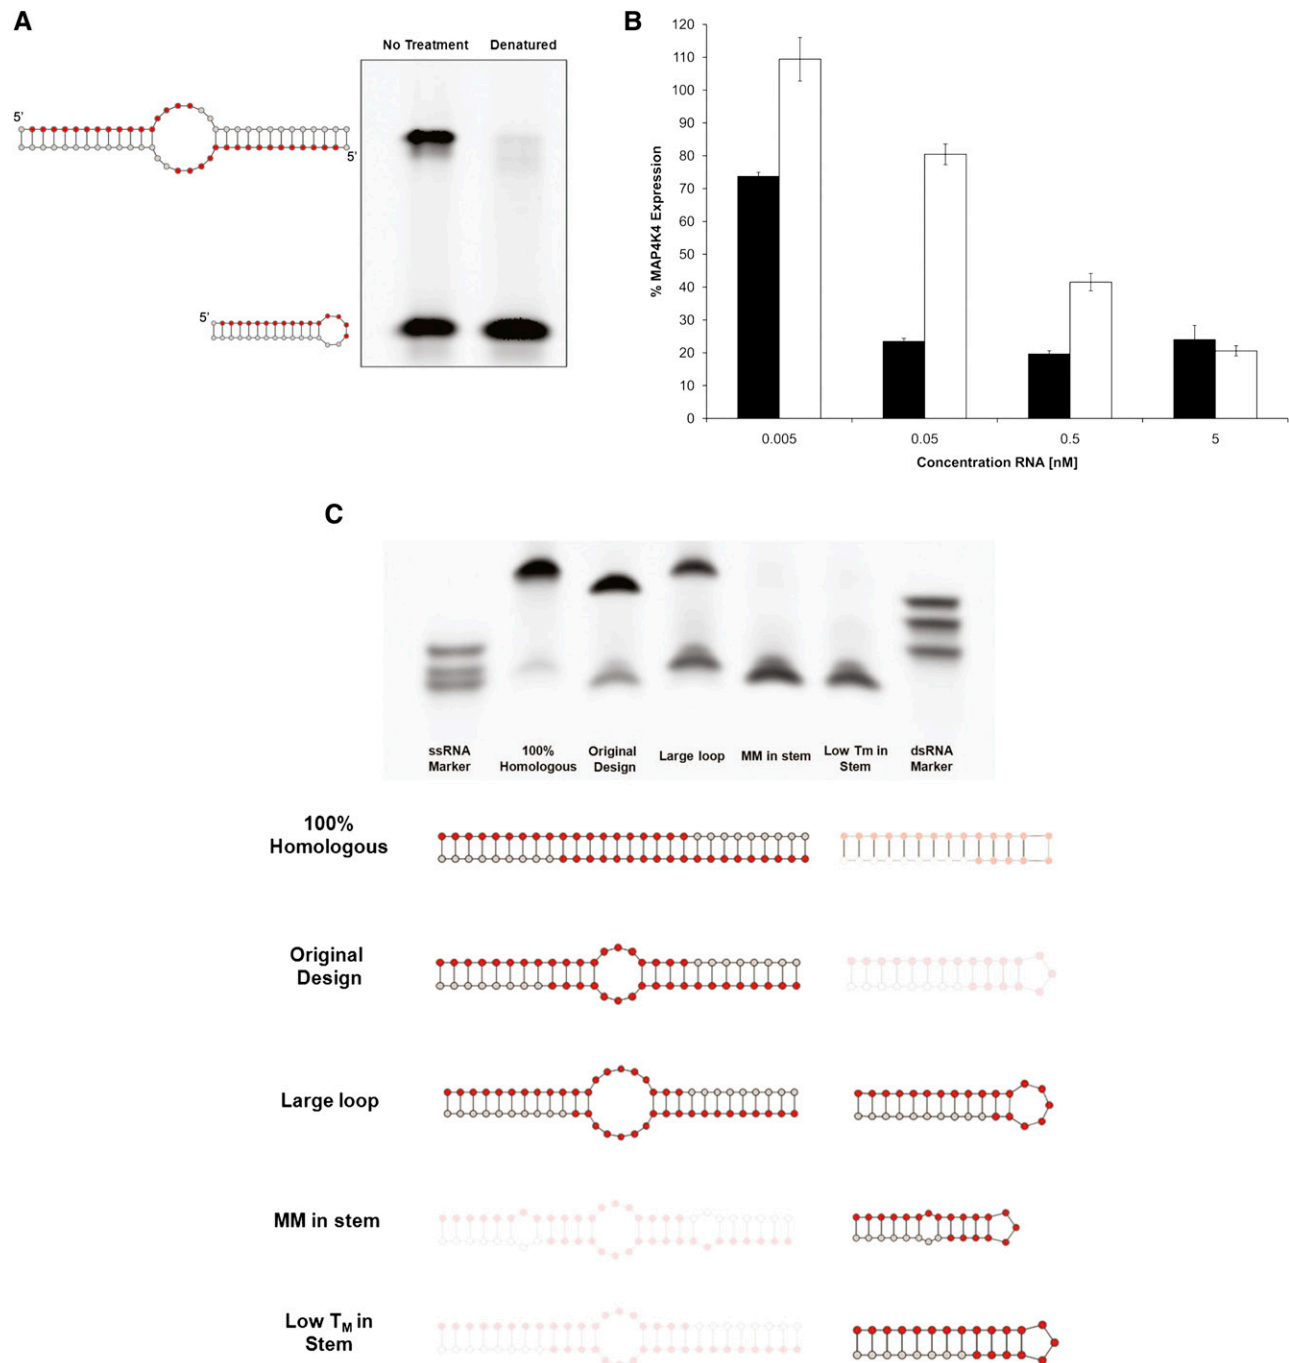 A
No Treatment Denatured
5'
5'
5'
B
120
110
100
90
80
70
60
50
40
30
20
10
0
% MAP4K4 Expression
0.005 0.05 0.5 5
Concentration RNA [nM]
C
ssRNA Marker
100% Homologous
Original Design
Large loop
MM in stem
Low Tm in Stem
dsRNA Marker
100%
Homologous
Original
Design
Large loop
MM in stem
Low TM in
Stem